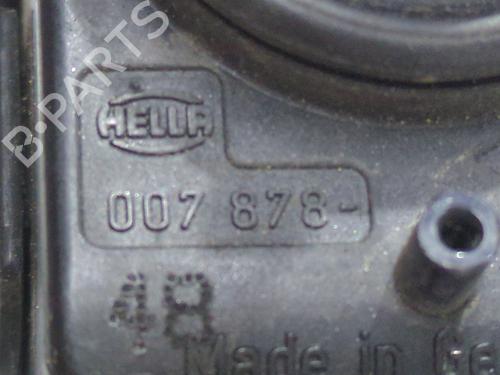 B·PARTS
HELLA
007 878-
Made in Ge